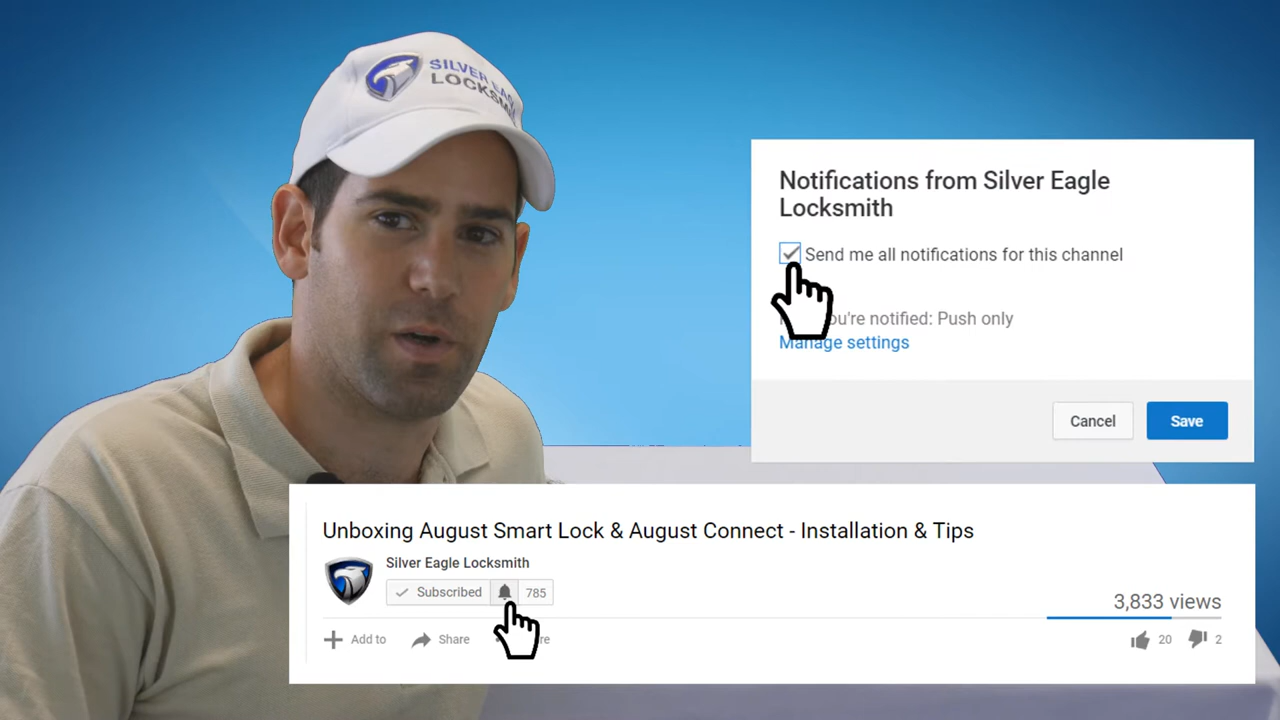 SILVER
LOCKSM
Notifications from Silver Eagle
Locksmith
Send me all notifications for this channel
you're notified: Push only
Manage settings
Cancel
Save
Unboxing August Smart Lock & August Connect - Installation & Tips
Silver Eagle Locksmith
Subscribed
785
3,833 views
Add to
Share
20
2